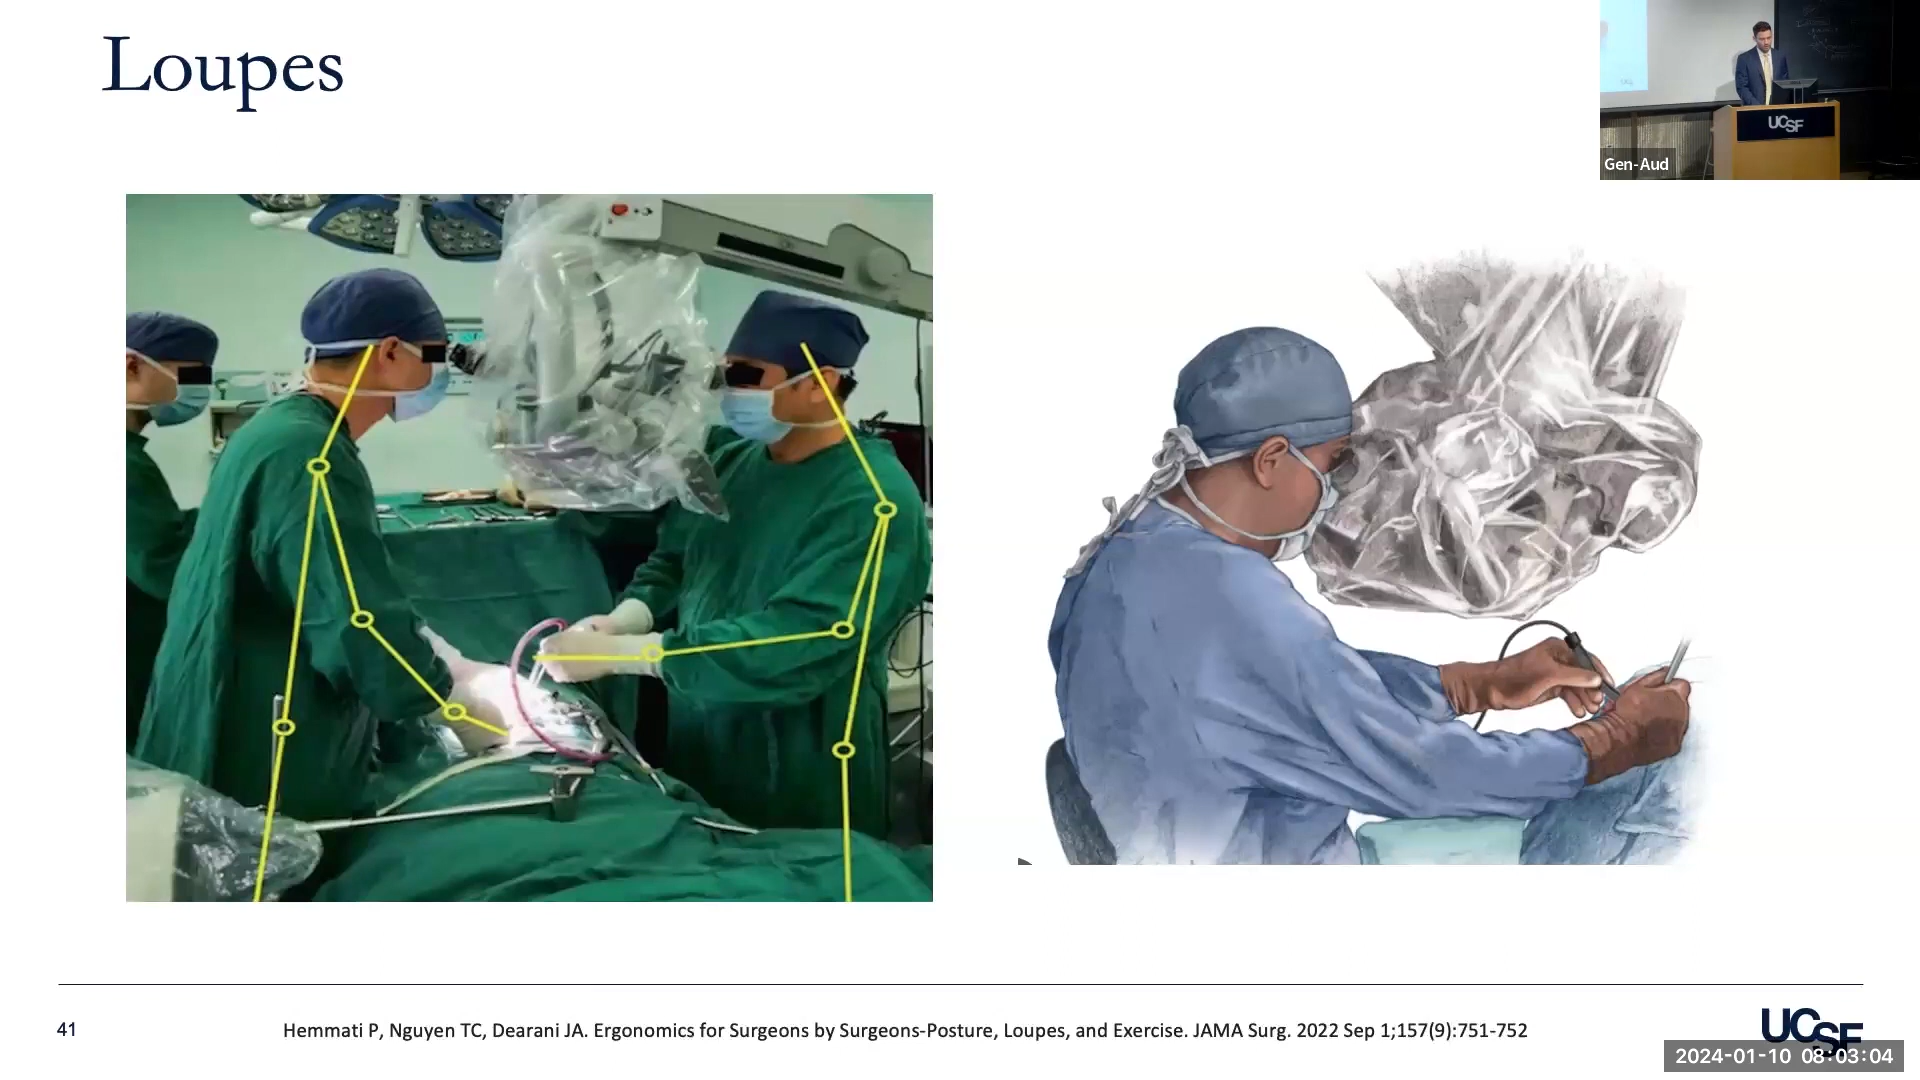 Loupes
UCSF
Gen-Aud
41
Hemmati P, Nguyen TC, Dearani JA. Ergonomics for Surgeons by Surgeons-Posture, Loupes, and Exercise. JAMA Surg. 2022 Sep 1;157(9):751-752
UCSF
2024-01-10 08:03:04